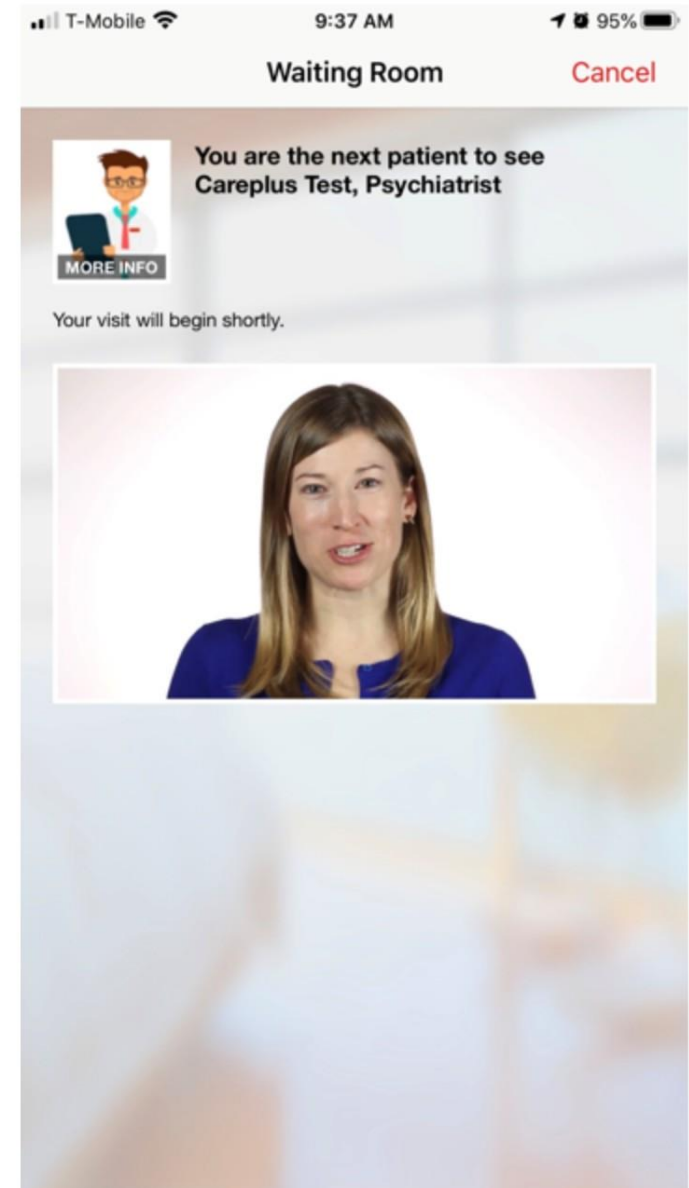 T-Mobile 9:37 AM 95%
Waiting Room Cancel
You are the next patient to see
Careplus Test, Psychiatrist
MORE INFO
Your visit will begin shortly.